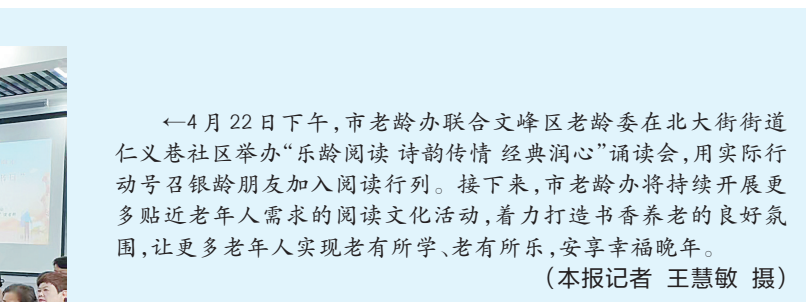 ←4月22日下午,市老龄办联合文峰区老龄委在北大街街道
仁义巷社区举办“乐龄阅读 诗韵传情 经典润心”诵读会,用实际行
动号召银龄朋友加入阅读行列。接下来,市老龄办将持续开展更
多贴近老年人需求的阅读文化活动,着力打造书香养老的良好氛
围,让更多老年人实现老有所学、老有所乐,安享幸福晚年。
(本报记者 王慧敏 摄)